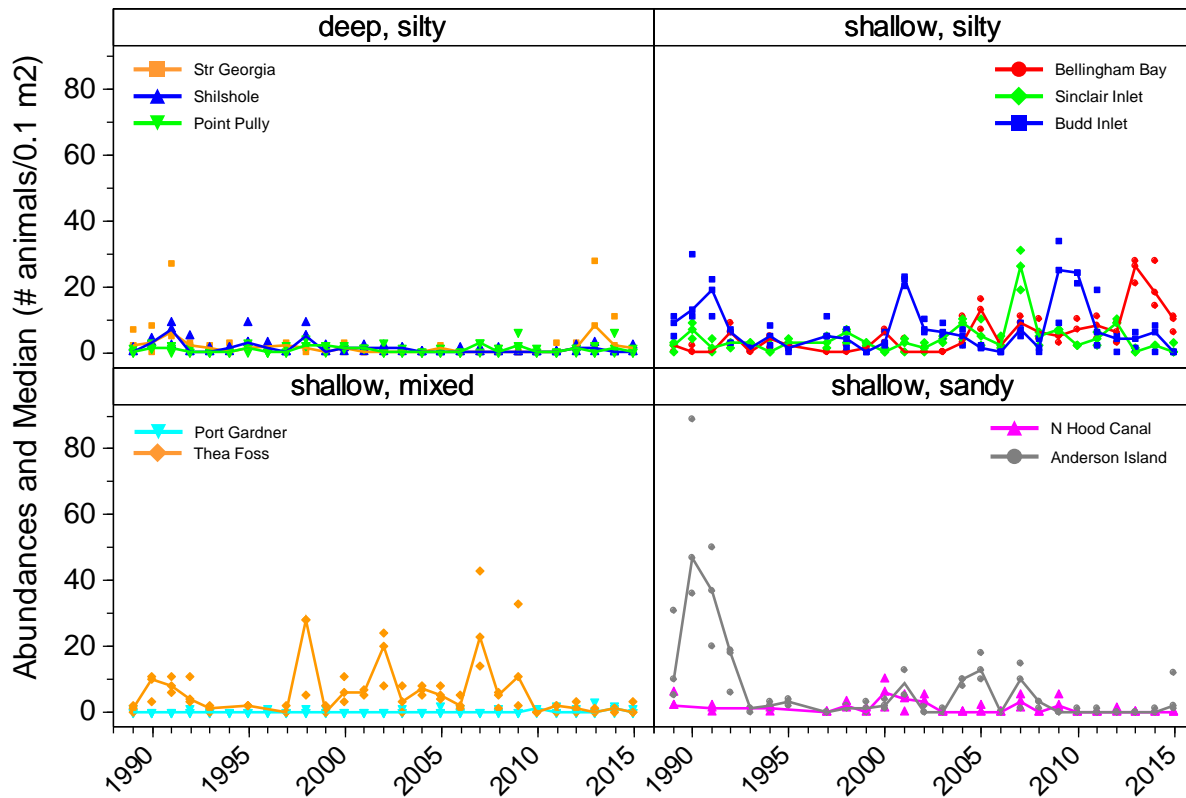 deep, silty
shallow, silty
Str Georgia
Shilshole
Point Pully
Bellingham Bay
Sinclair Inlet
Budd Inlet
80
60
40
20
0
shallow, mixed
shallow, sandy
Port Gardner
Thea Foss
N Hood Canal
Anderson Island
80
60
40
20
0
Abundances and Median (# animals/0.1 m2)
1990
1995
2000
2005
2010
2015
1990
1995
2000
2005
2010
2015